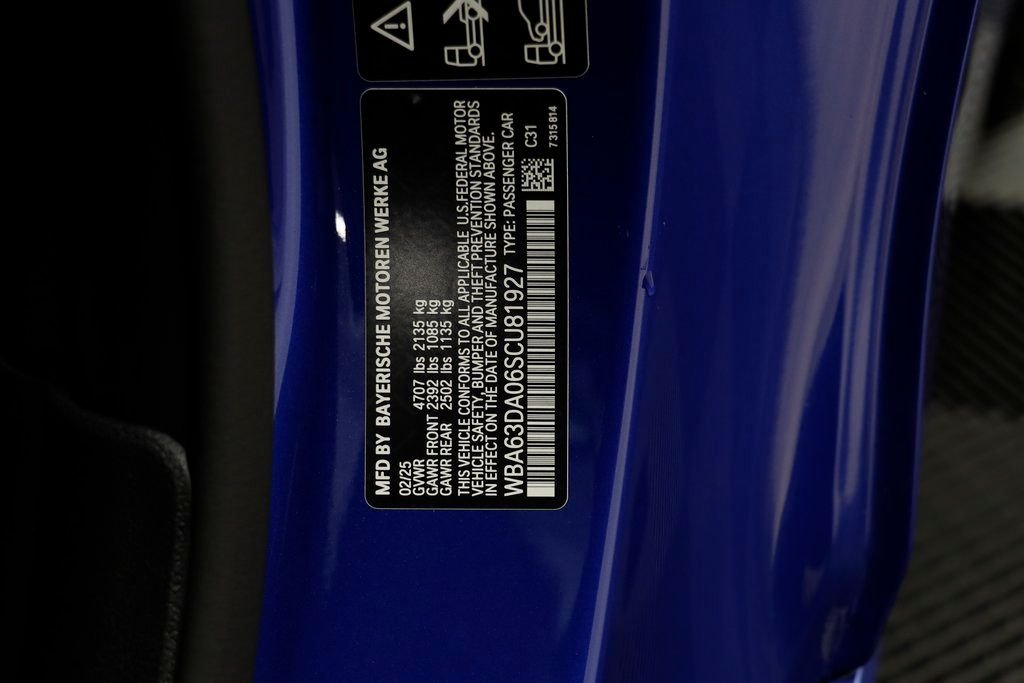 MFD BY BAYERISCHE MOTOREN WERKE AG
02/25
GVWR 4707 lbs 2135 kg
GAWR FRONT 2392 lbs 1085 kg
GAWR REAR 2502 lbs 1135 kg
THIS VEHICLE CONFORMS TO ALL APPLICABLE U.S.FEDERAL MOTOR
VEHICLE SAFETY, BUMPER AND THEFT PREVENTION STANDARDS
IN EFFECT ON THE DATE OF MANUFACTURE SHOWN ABOVE.
WBA63DA06SCU81927 TYPE: PASSENGER CAR
C31
7315814